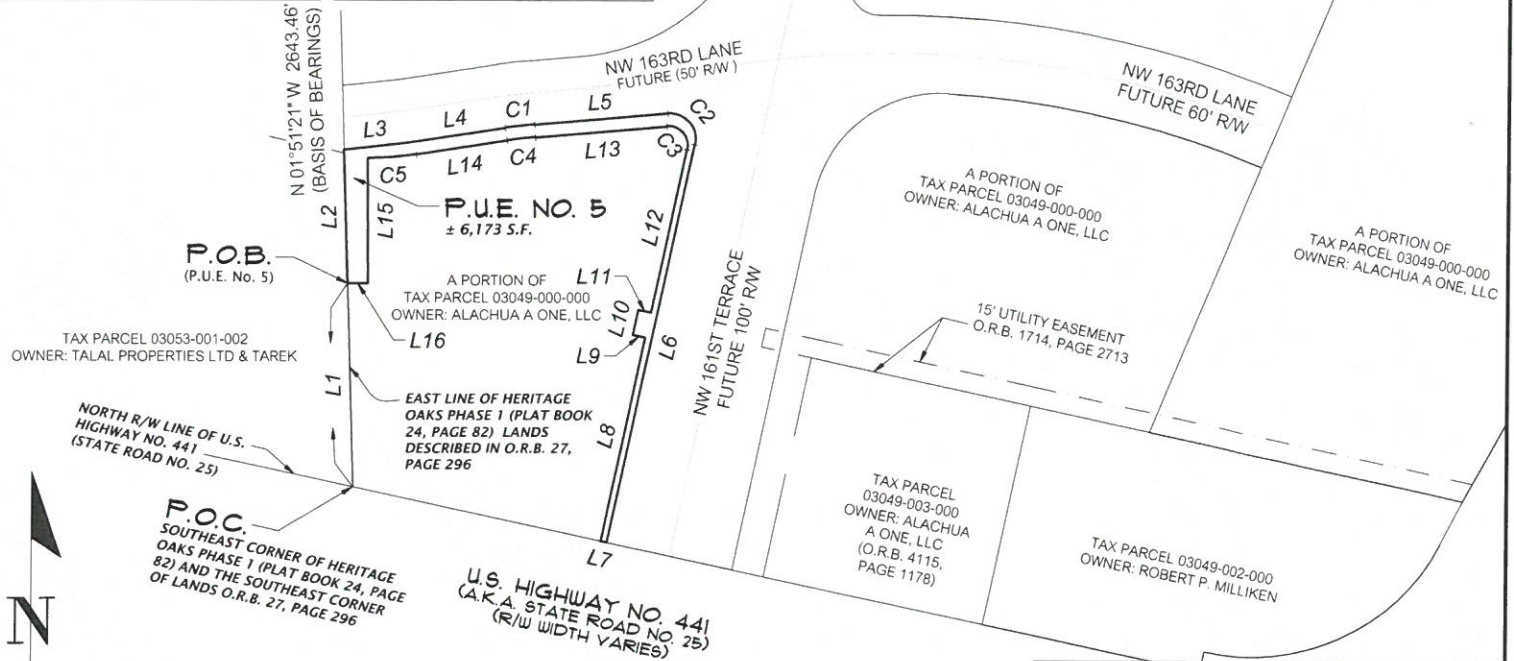 N 01°51'21" W 2643.46'
(BASIS OF BEARINGS)
NW 163RD LANE
FUTURE (50' R/W )
NW 163RD LANE
FUTURE 60' R/W
L3
L4
C1
L5
C2
C3
C5
L14
C4
L13
L2
L15
P.U.E. NO. 5
± 6,173 S.F.
L12
P.O.B.
(P.U.E. No. 5)
A PORTION OF
TAX PARCEL 03049-000-000
OWNER: ALACHUA A ONE, LLC
L11
L10
L9
L6
L16
A PORTION OF
TAX PARCEL 03049-000-000
OWNER: ALACHUA A ONE, LLC
A PORTION OF
TAX PARCEL 03049-000-000
OWNER: ALACHUA A ONE, LLC
NW 161ST TERRACE
FUTURE 100' R/W
15' UTILITY EASEMENT
O.R.B. 1714, PAGE 2713
TAX PARCEL 03053-001-002
OWNER: TALAL PROPERTIES LTD & TAREK
L1
EAST LINE OF HERITAGE
OAKS PHASE 1 (PLAT BOOK
24, PAGE 82) LANDS
DESCRIBED IN O.R.B. 27,
PAGE 296
L8
NORTH R/W LINE OF U.S.
HIGHWAY NO. 441
(STATE ROAD NO. 25)
P.O.C.
SOUTHEAST CORNER OF HERITAGE
OAKS PHASE 1 (PLAT BOOK 24, PAGE
82) AND THE SOUTHEAST CORNER
OF LANDS O.R.B. 27, PAGE 296
L7
U.S. HIGHWAY NO. 441
(A.K.A. STATE ROAD NO. 25)
(R/W WIDTH VARIES)
TAX PARCEL
03049-003-000
OWNER: ALACHUA
A ONE, LLC
(O.R.B. 4115,
PAGE 1178)
TAX PARCEL 03049-002-000
OWNER: ROBERT P. MILLIKEN
N